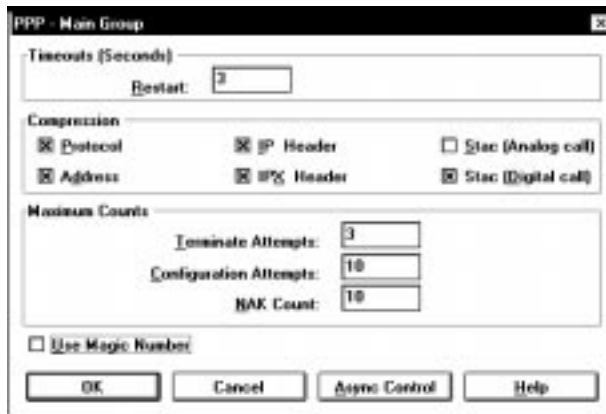 PPP - Main Group
Timeouts (Seconds)
Restart: 3
Compression
Protocol IP Header Stac (Analog call)
Address IPX Header Stac (Digital call)
Maximum Counts
Terminate Attempts: 3
Configuration Attempts: 10
NAK Count: 10
Use Magic Number
OK Cancel Async Control Help